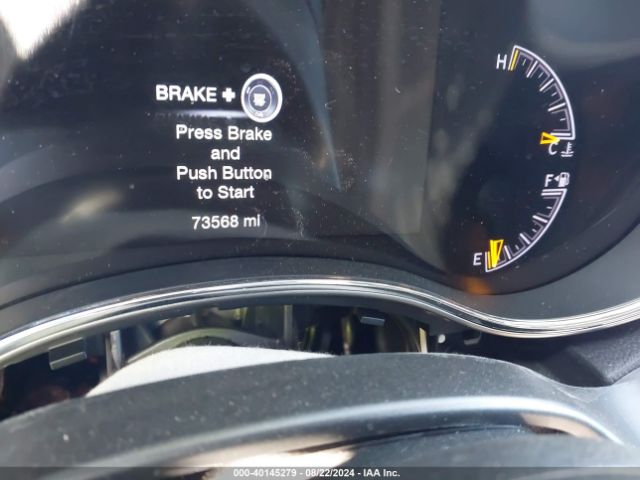 BRAKE +
Press Brake
and
Push Button
to Start
73568 mi
H
C
F
E
000-40145279 - 08/22/2024 - IAA Inc.